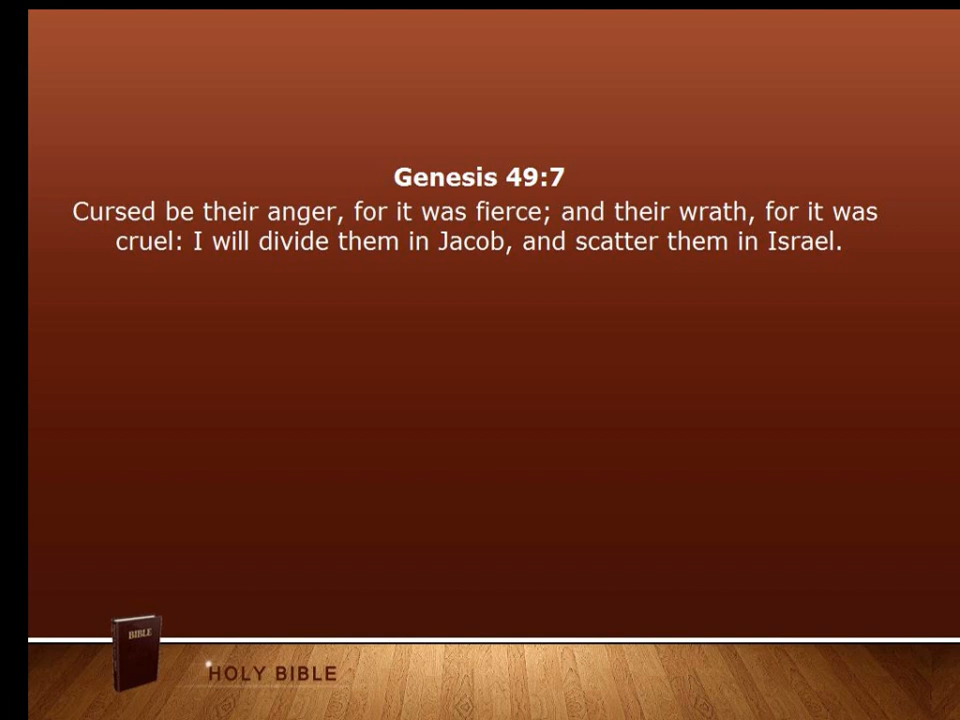 Genesis 49:7
Cursed be their anger, for it was fierce; and their wrath, for it was
cruel: I will divide them in Jacob, and scatter them in Israel.
BIBLE
HOLY BIBLE